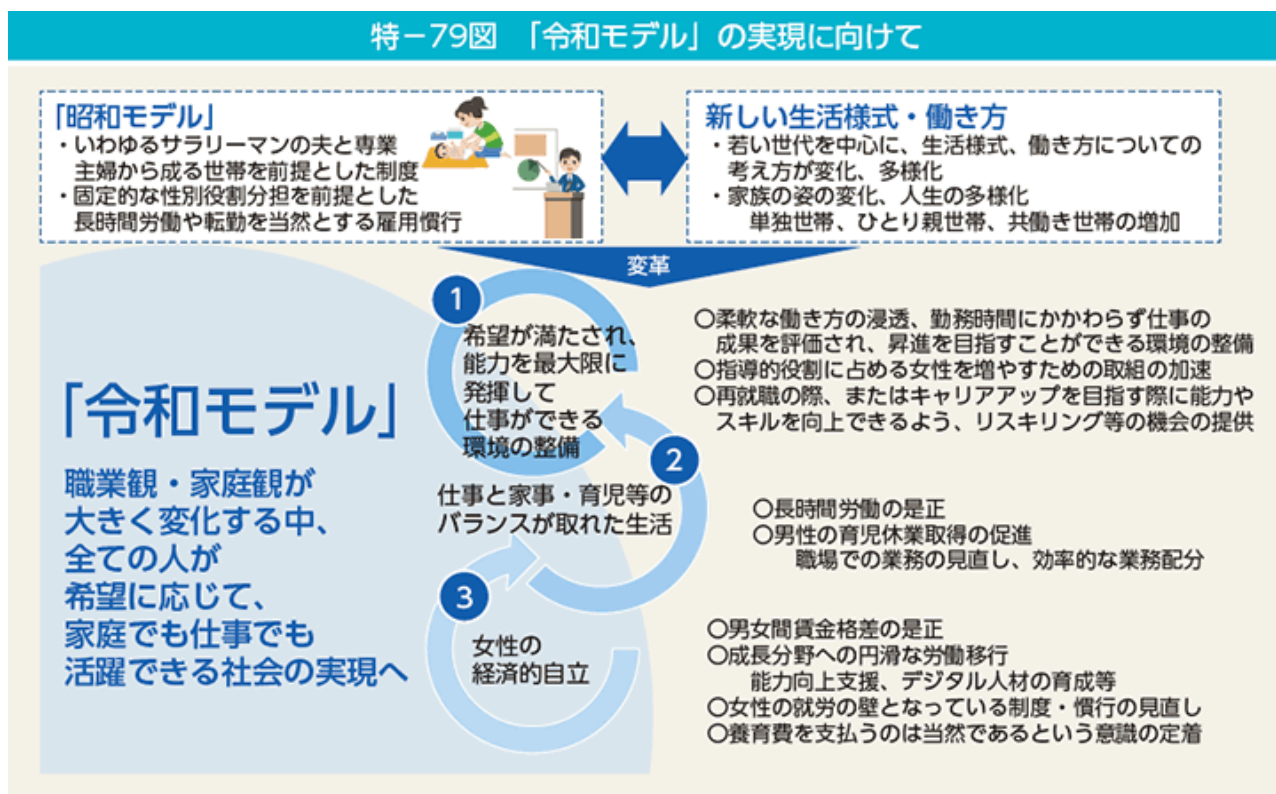 特－79図　「令和モデル」の実現に向けて
「昭和モデル」
・いわゆるサラリーマンの夫と専業
主婦から成る世帯を前提とした制度
・固定的な性別役割分担を前提とした
長時間労働や転勤を当然とする雇用慣行
新しい生活様式・働き方
・若い世代を中心に、生活様式、働き方についての
考え方が変化、多様化
・家族の姿の変化、人生の多様化
単独世帯、ひとり親世帯、共働き世帯の増加
変革
「令和モデル」
職業観・家庭観が
大きく変化する中、
全ての人が
希望に応じて、
家庭でも仕事でも
活躍できる社会の実現へ
1
希望が満たされ、
能力を最大限に
発揮して
仕事ができる
環境の整備
○柔軟な働き方の浸透、勤務時間にかかわらず仕事の
成果を評価され、昇進を目指すことができる環境の整備
○指導的役割に占める女性を増やすための取組の加速
○再就職の際、またはキャリアアップを目指す際に能力や
スキルを向上できるよう、リスキリング等の機会の提供
2
仕事と家事・育児等の
バランスが取れた生活
○長時間労働の是正
○男性の育児休業取得の促進
職場での業務の見直し、効率的な業務配分
3
女性の
経済的自立
○男女間賃金格差の是正
○成長分野への円滑な労働移行
能力向上支援、デジタル人材の育成等
○女性の就労の壁となっている制度・慣行の見直し
○養育費を支払うのは当然であるという意識の定着